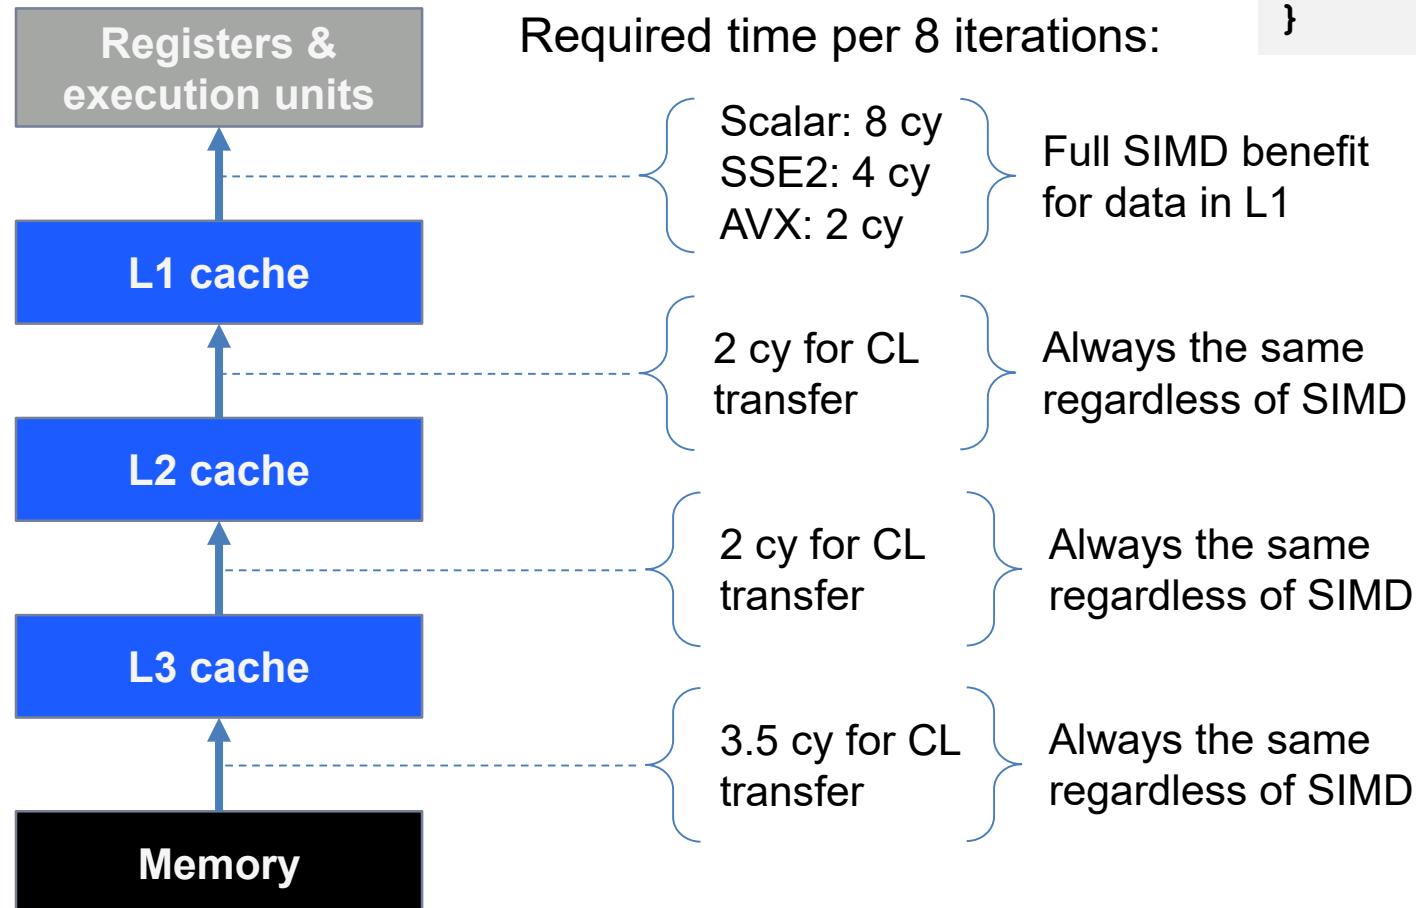 Registers &
execution units
Required time per 8 iterations:
}
Scalar: 8 cy
SSE2: 4 cy
AVX: 2 cy
Full SIMD benefit
for data in L1
L1 cache
2 cy for CL
transfer
Always the same
regardless of SIMD
L2 cache
2 cy for CL
transfer
Always the same
regardless of SIMD
L3 cache
3.5 cy for CL
transfer
Always the same
regardless of SIMD
Memory